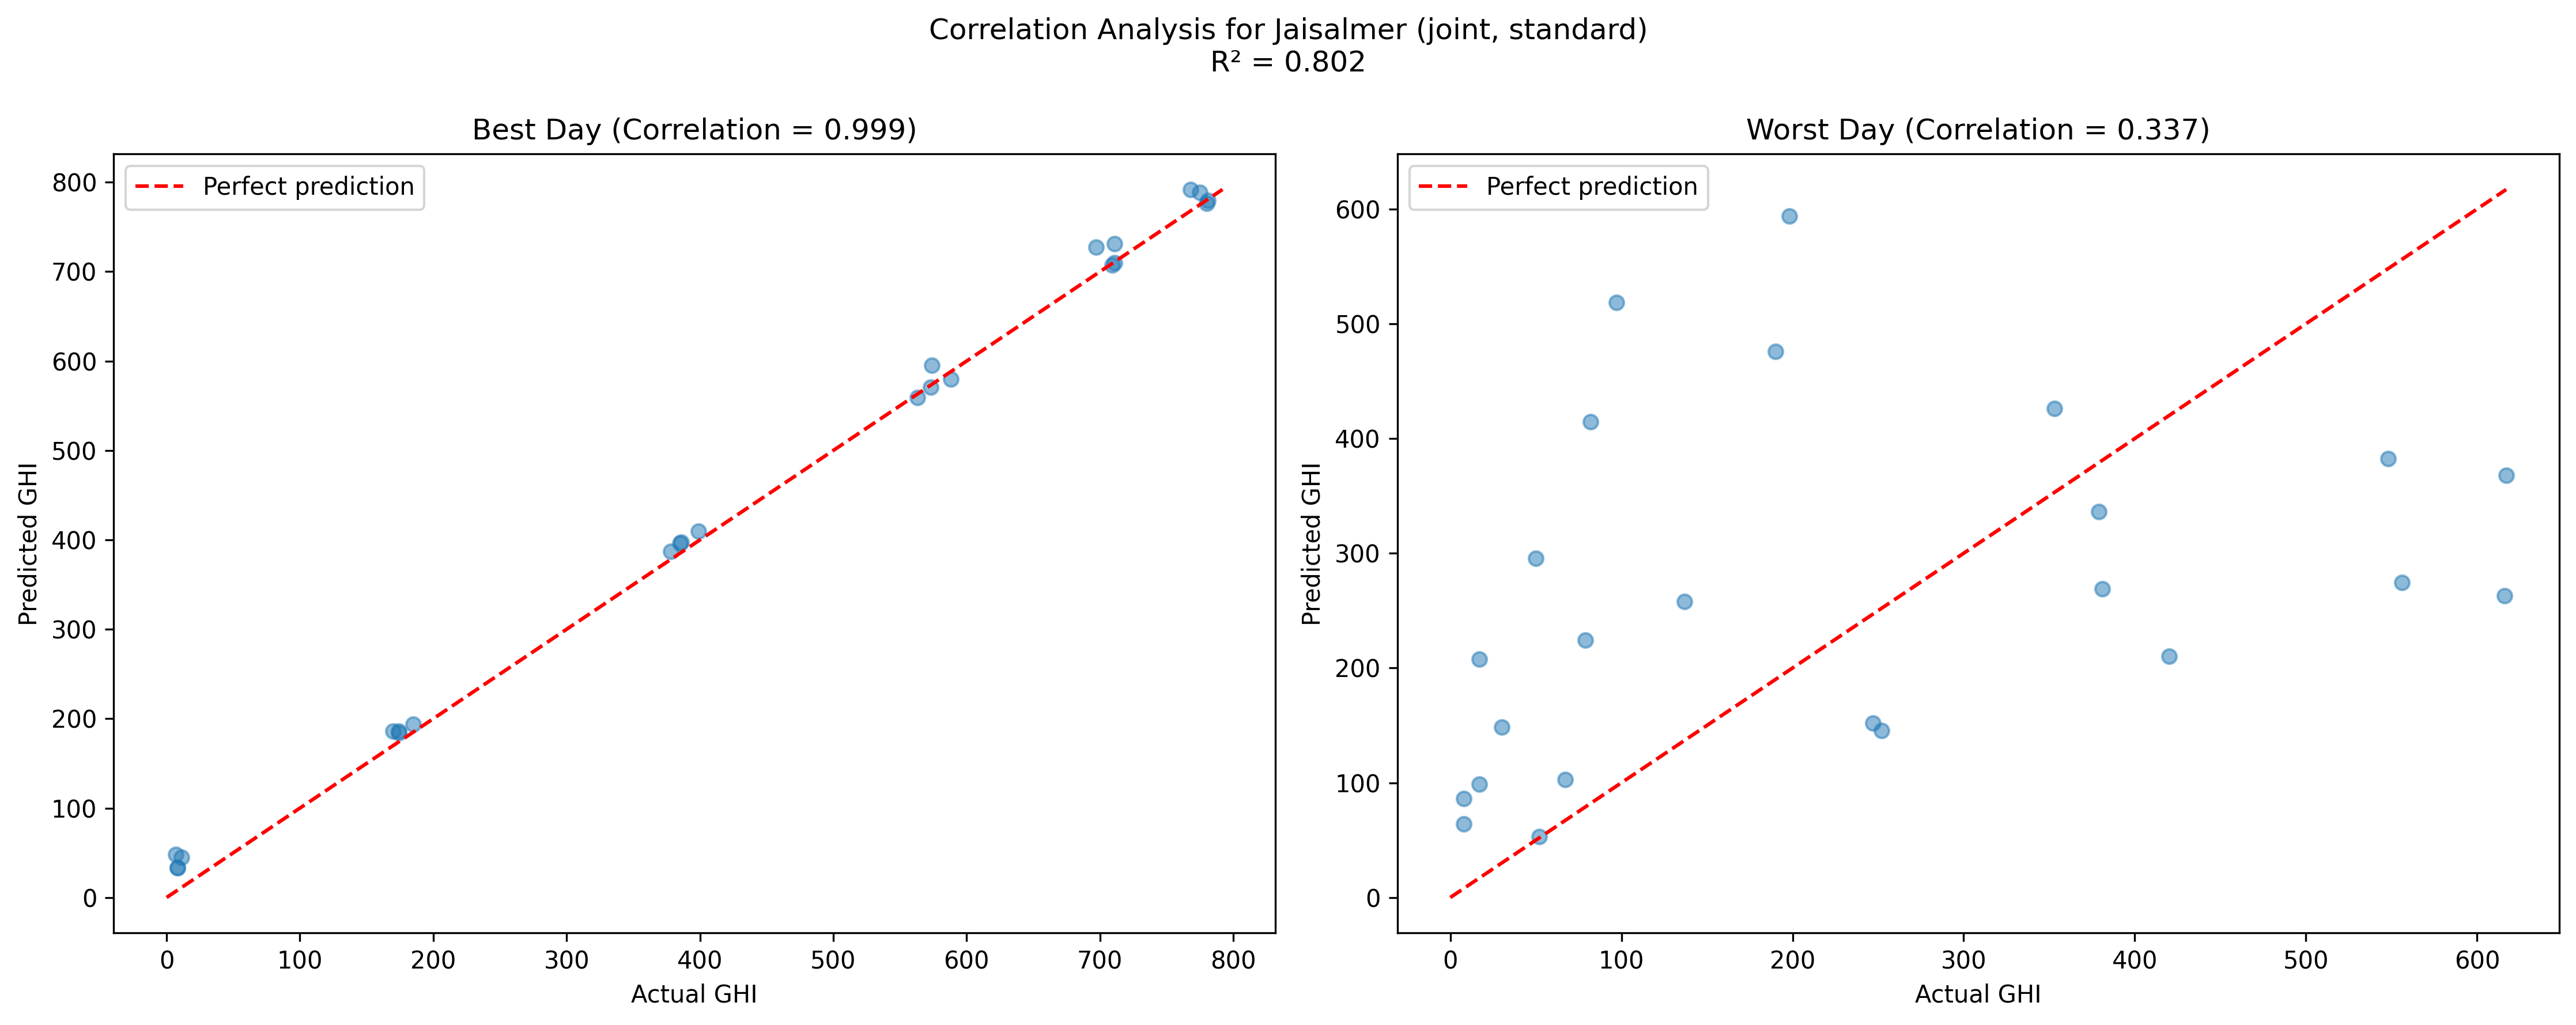 Correlation Analysis for Jaisalmer (joint, standard)
R² = 0.802
Best Day (Correlation = 0.999)
Perfect prediction
800
700
600
500
400
300
200
100
0
Predicted GHI
0 100 200 300 400 500 600 700 800
Actual GHI
Worst Day (Correlation = 0.337)
Perfect prediction
600
500
400
300
200
100
0
Predicted GHI
0 100 200 300 400 500 600
Actual GHI